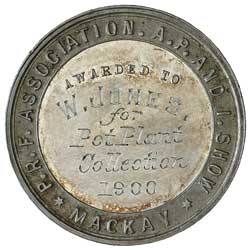 P.R.F. ASSOCIATION. A.P. AND I. SHOW
★ MACKAY ★
AWARDED TO
W. JONES.
for
Pot Plant
Collection
1900